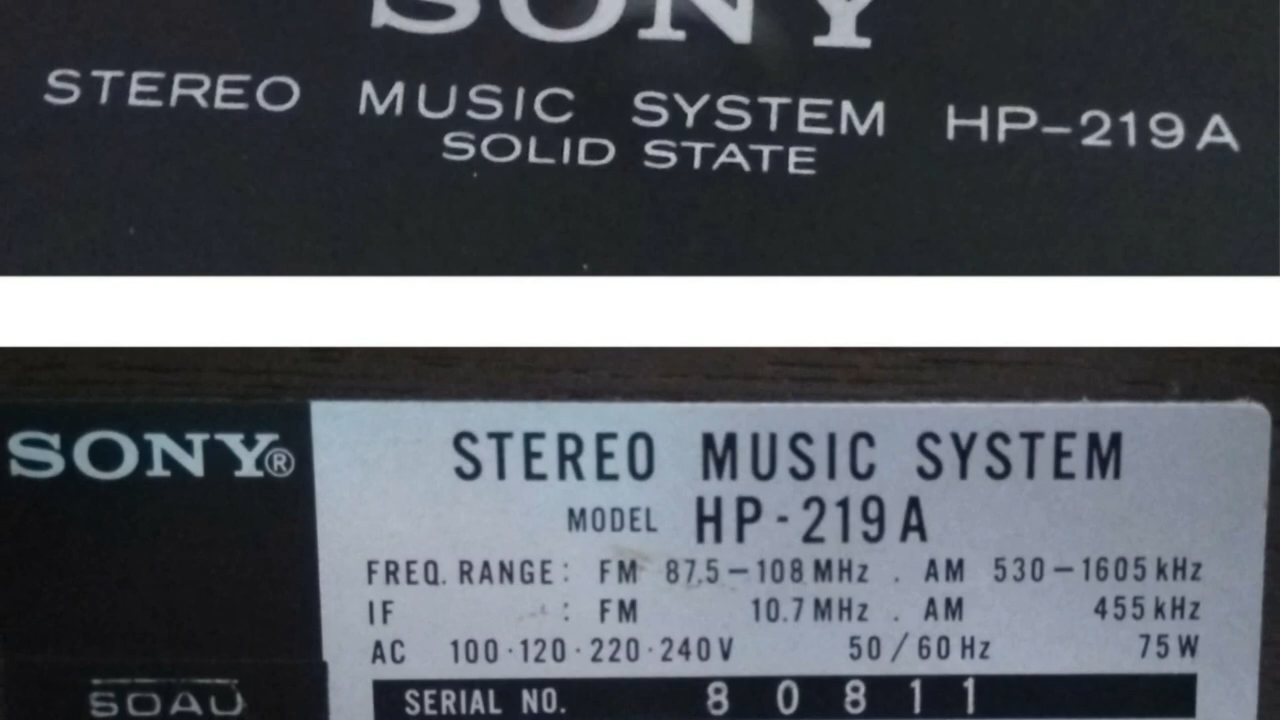 SONY
STEREO MUSIC SYSTEM HP-219A
SOLID STATE
SONY®
STEREO MUSIC SYSTEM
MODEL HP-219A
FREQ. RANGE: FM 87.5-108 MHz . AM 530-1605 kHz
IF : FM 10.7 MHz . AM 455 kHz
AC 100·120·220·240V 50/60 Hz 75W
SERIAL NO. 80811